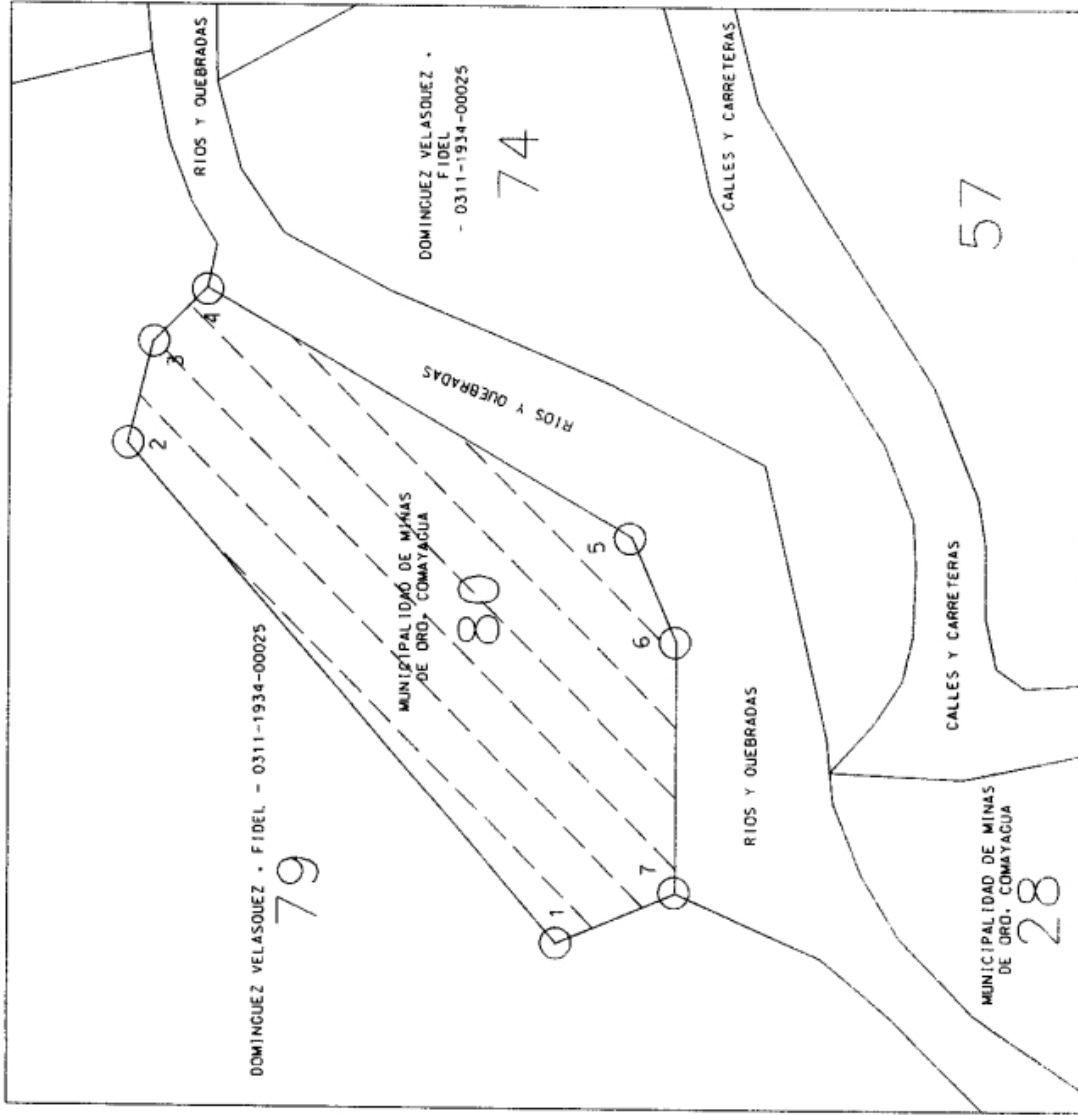 DOMINGUEZ VELASQUEZ . FIDEL - 0311-1934-00025
79
RIOS Y QUEBRADAS
DOMINGUEZ VELASQUEZ .
FIDEL
- 0311-1934-00025
74
MUNICIPALIDAD DE MINAS
DE ORO, COMAYAGUA
80
1
2
3
4
5
6
7
RIOS Y QUEBRADAS
RIOS Y QUEBRADAS
CALLES Y CARRETERAS
CALLES Y CARRETERAS
57
MUNICIPALIDAD DE MINAS
DE ORO, COMAYAGUA
28